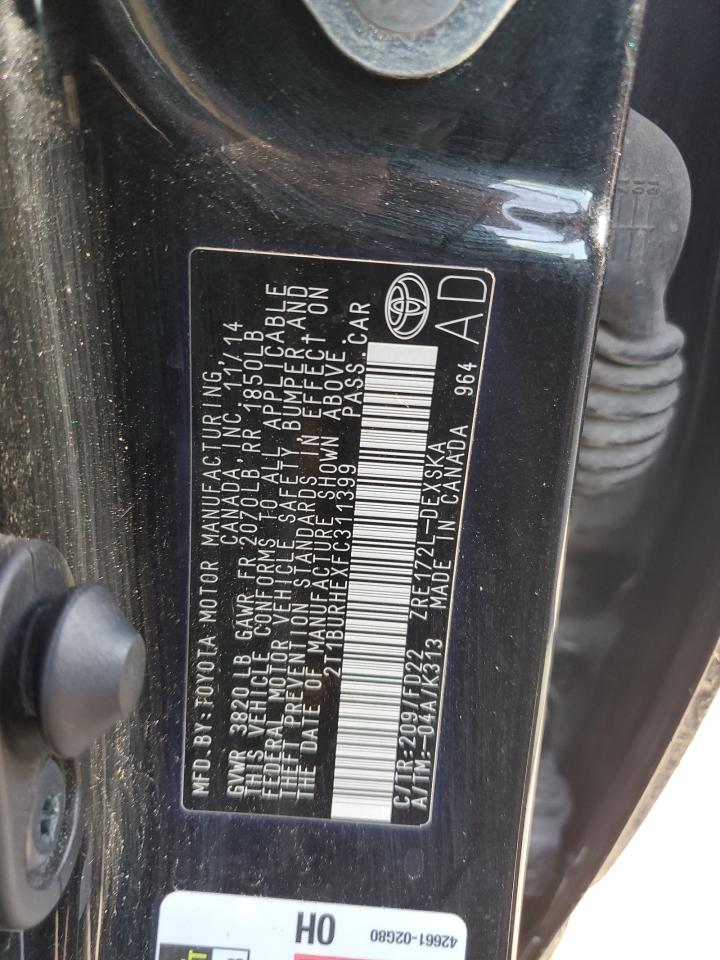 MFD. BY: TOYOTA MOTOR MANUFACTURING,
CANADA, INC. 11/14
GVWR 3820 LB GAWR FR 2070LB RR 1850LB
THIS VEHICLE CONFORMS TO ALL APPLICABLE
FEDERAL MOTOR VEHICLE SAFETY, BUMPER, AND
THEFT PREVENTION STANDARDS IN EFFECT ON
THE DATE OF MANUFACTURE SHOWN ABOVE.
2T1BURHEXFC311399 PASS.CAR
C/TR:209/FD22 ZRE172L-DEXSKA
A/TM:-04A/K313 MADE IN CANADA 964
AD
OH
42661-02G80